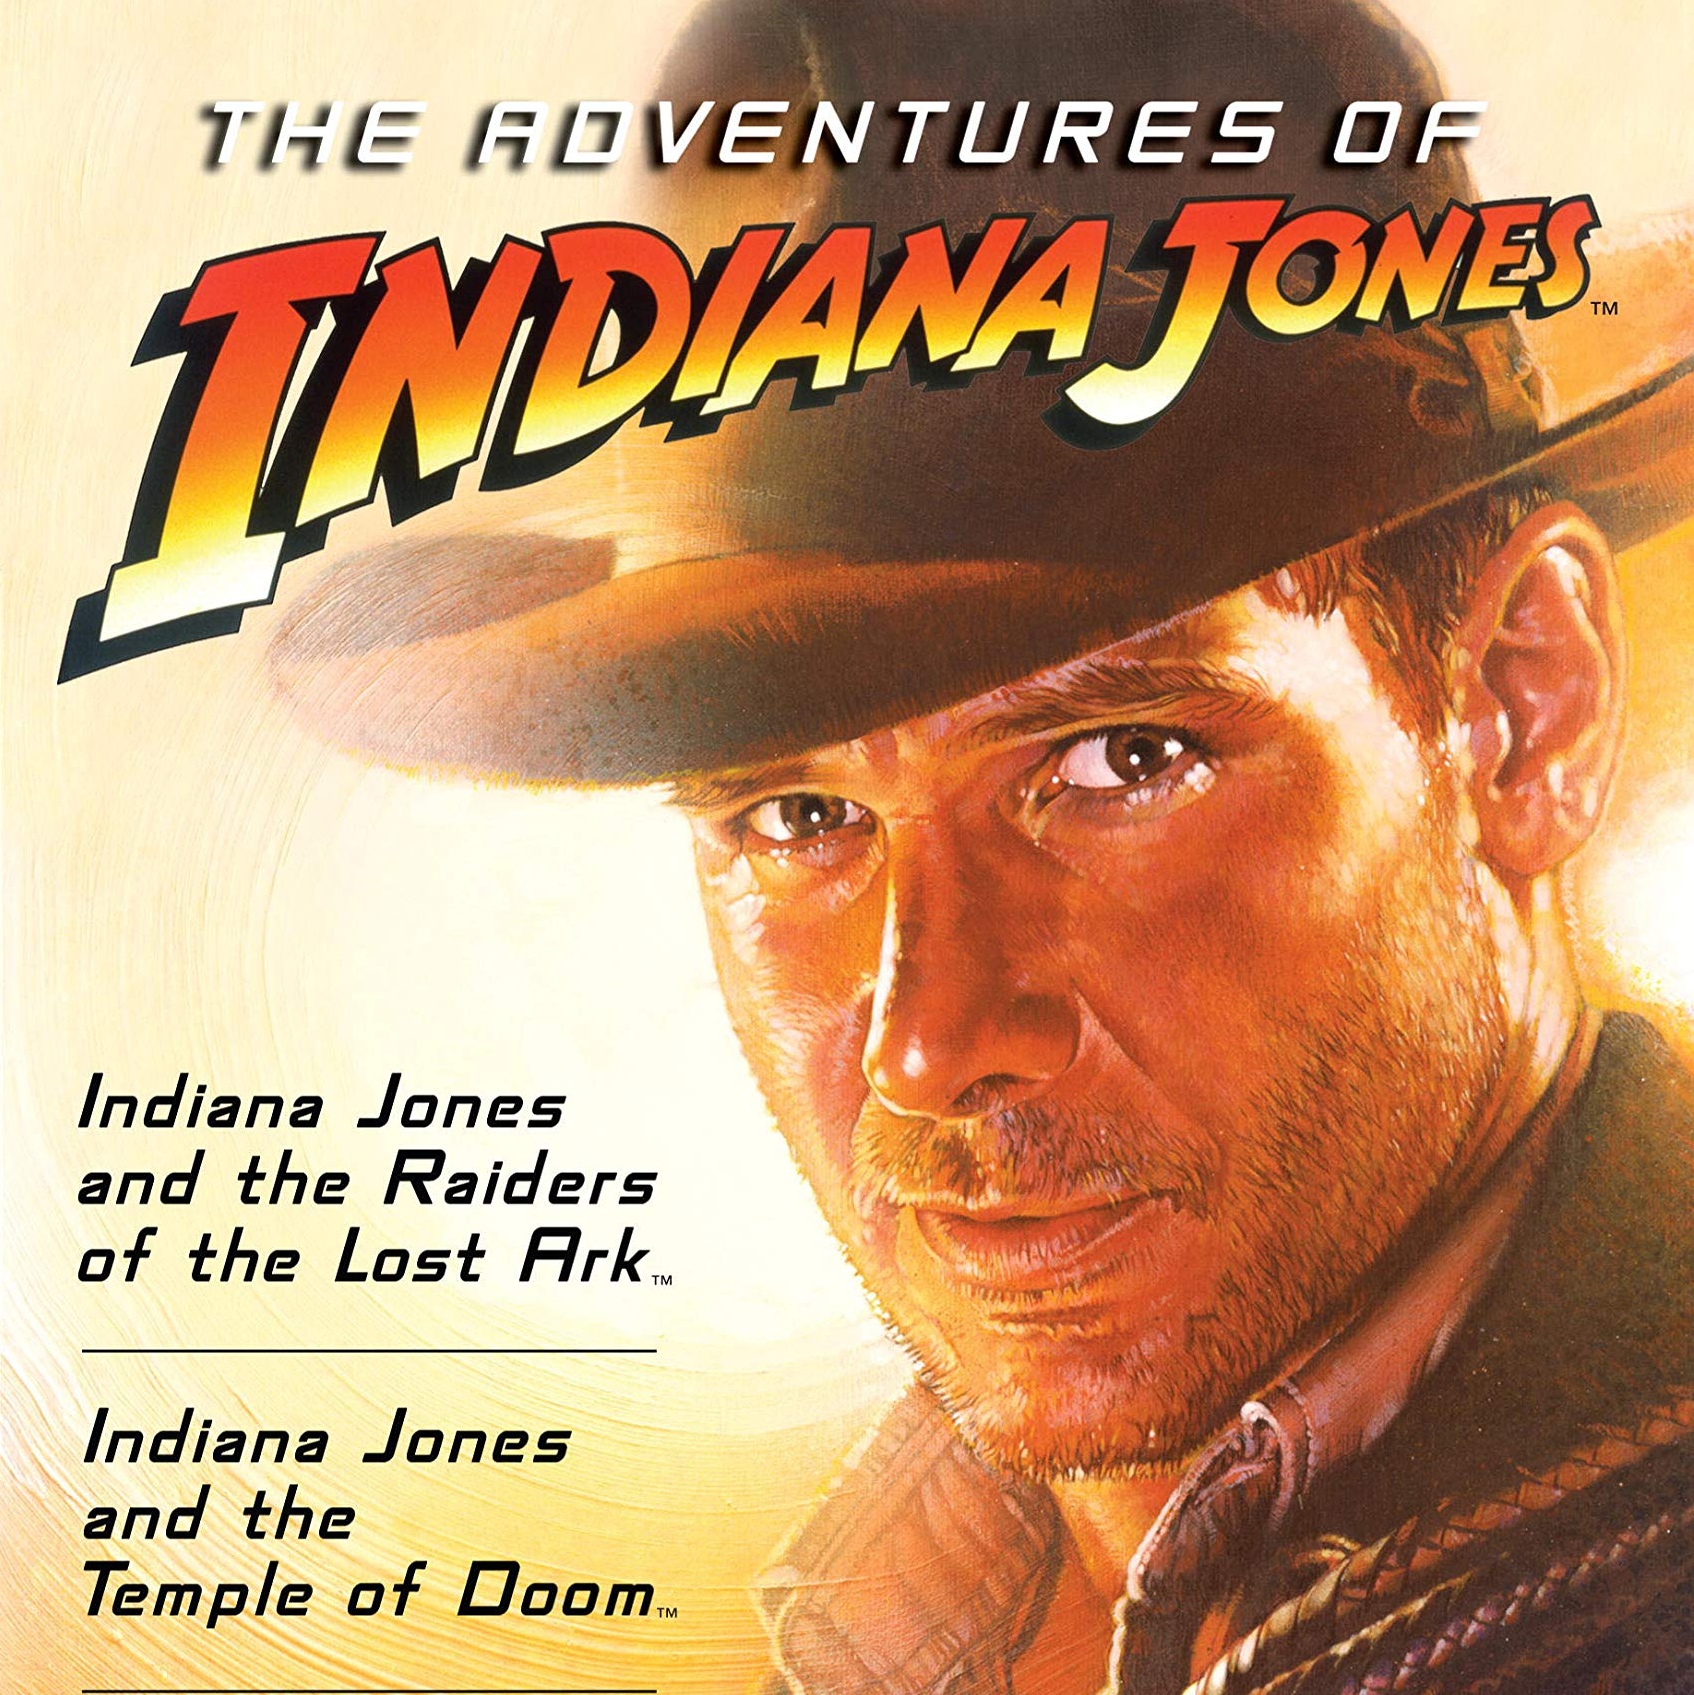 THE ADVENTURES OF
INDIANA JONES™
Indiana Jones
and the Raiders
of the Lost Ark™
Indiana Jones
and the
Temple of Doom™